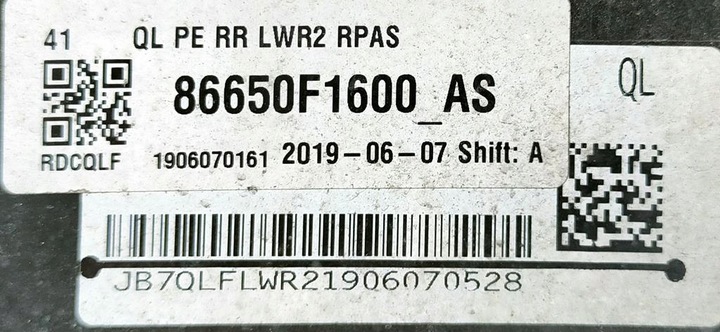 41 QL PE RR LWR2 RPAS
86650F1600_AS
RDCQLF 1906070161 2019-06-07 Shift: A
QL
JB7QLFLWR21906070528